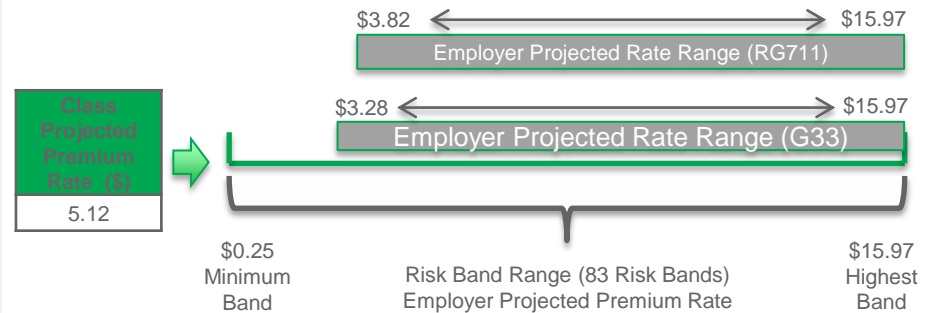 $3.82 $15.97
Employer Projected Rate Range (RG711)
Class
Projected
Premium
Rate ($)
5.12
$3.28 $15.97
Employer Projected Rate Range (G33)
$0.25
Minimum
Band
Risk Band Range (83 Risk Bands)
Employer Projected Premium Rate
$15.97
Highest
Band